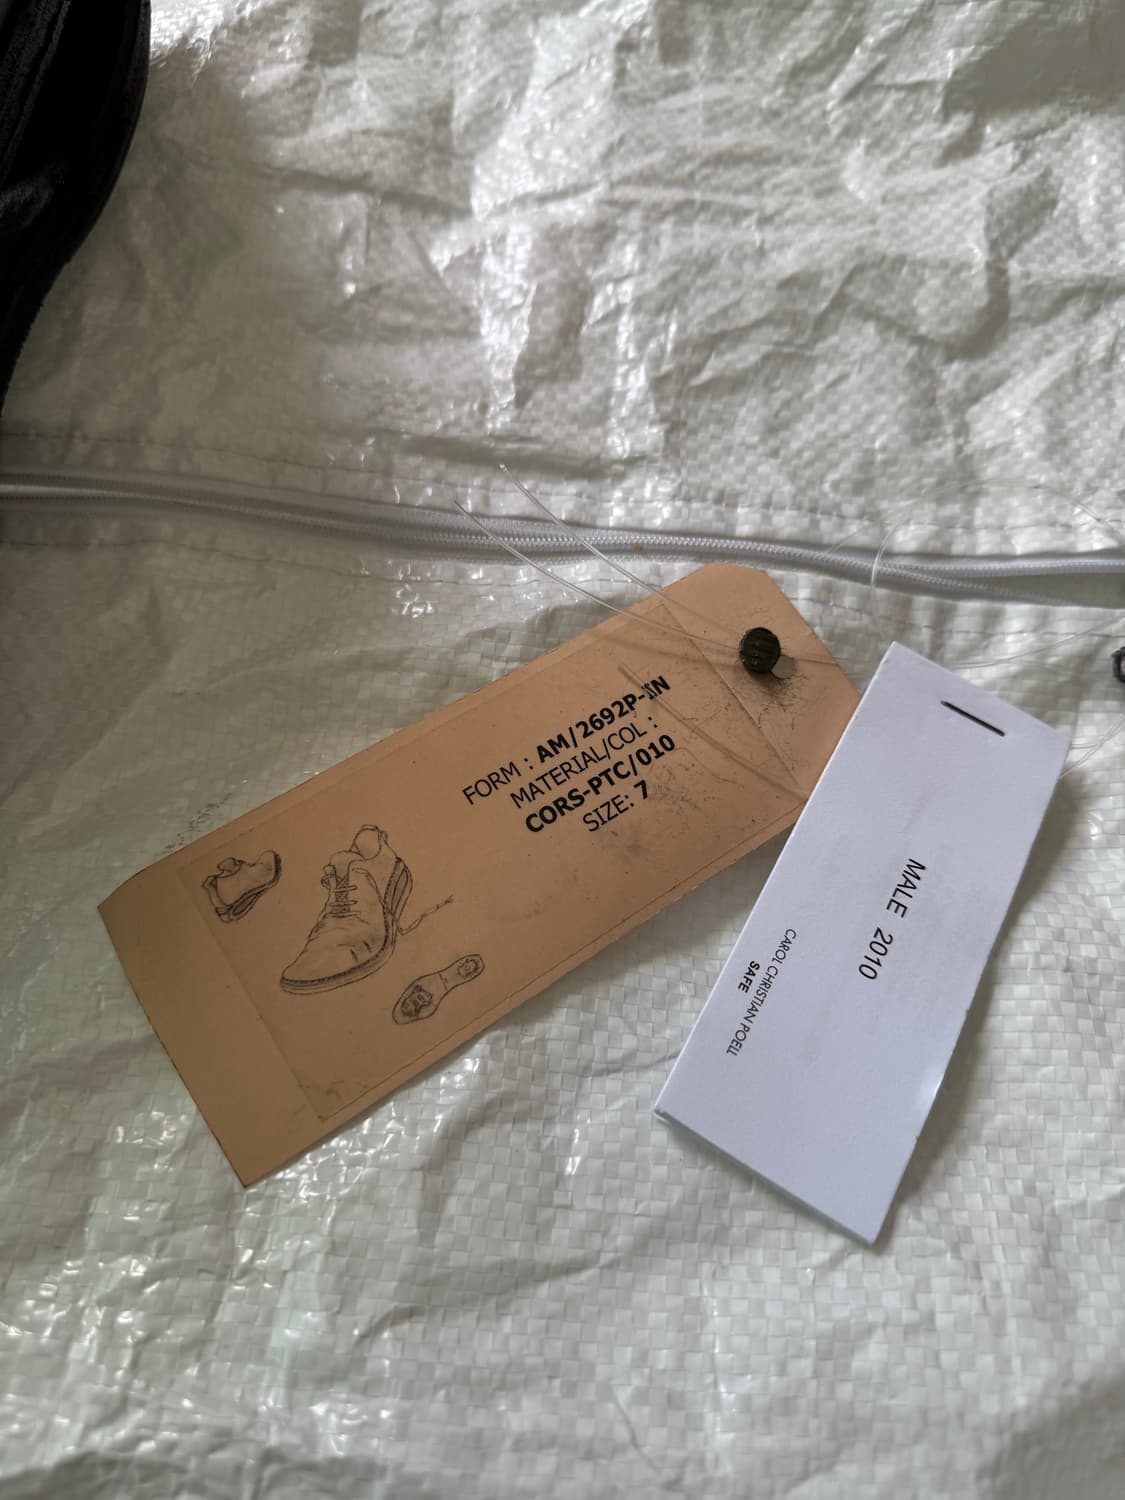 FORM : AM/2692P-IN
MATERIAL/COL :
CORS-PTC/010
SIZE: 7
MALE 2010
CAROL CHRISTIAN POELL
SAFE